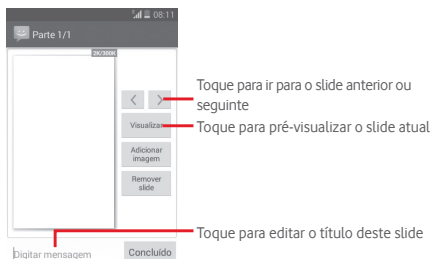 08:11
Parte 1/1
2K/300K
Toque para ir para o slide anterior ou
seguinte
Visualizar
Toque para pré-visualizar o slide atual
Adicionar
imagem
Remover
slide
Toque para editar o título deste slide
Digitar mensagem
Concluído